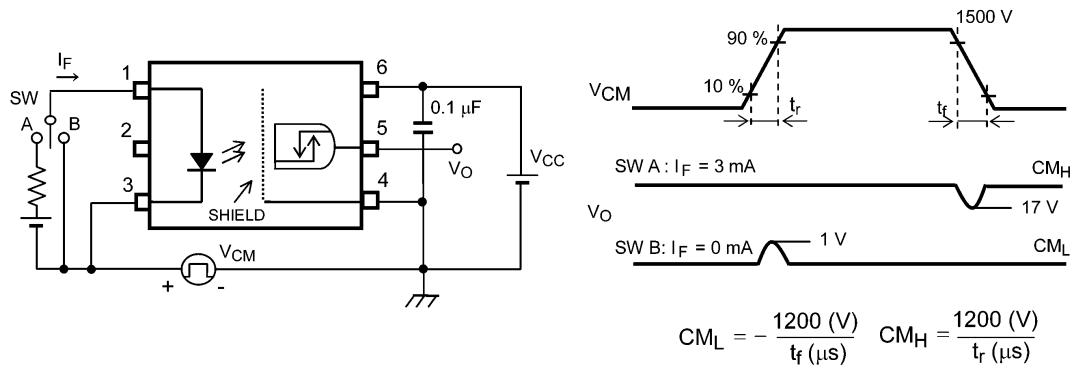 I_F
SW
A
B
1
2
3
SHIELD
6
5
4
0.1 μF
V_O
V_CC
V_CM
+
-
1500 V
90 %
10 %
V_CM
t_r
t_f
SW A : I_F = 3 mA
CM_H
V_O
17 V
SW B: I_F = 0 mA
1 V
CM_L
CM_L = - 1200 (V) / t_f (μs)
CM_H = 1200 (V) / t_r (μs)